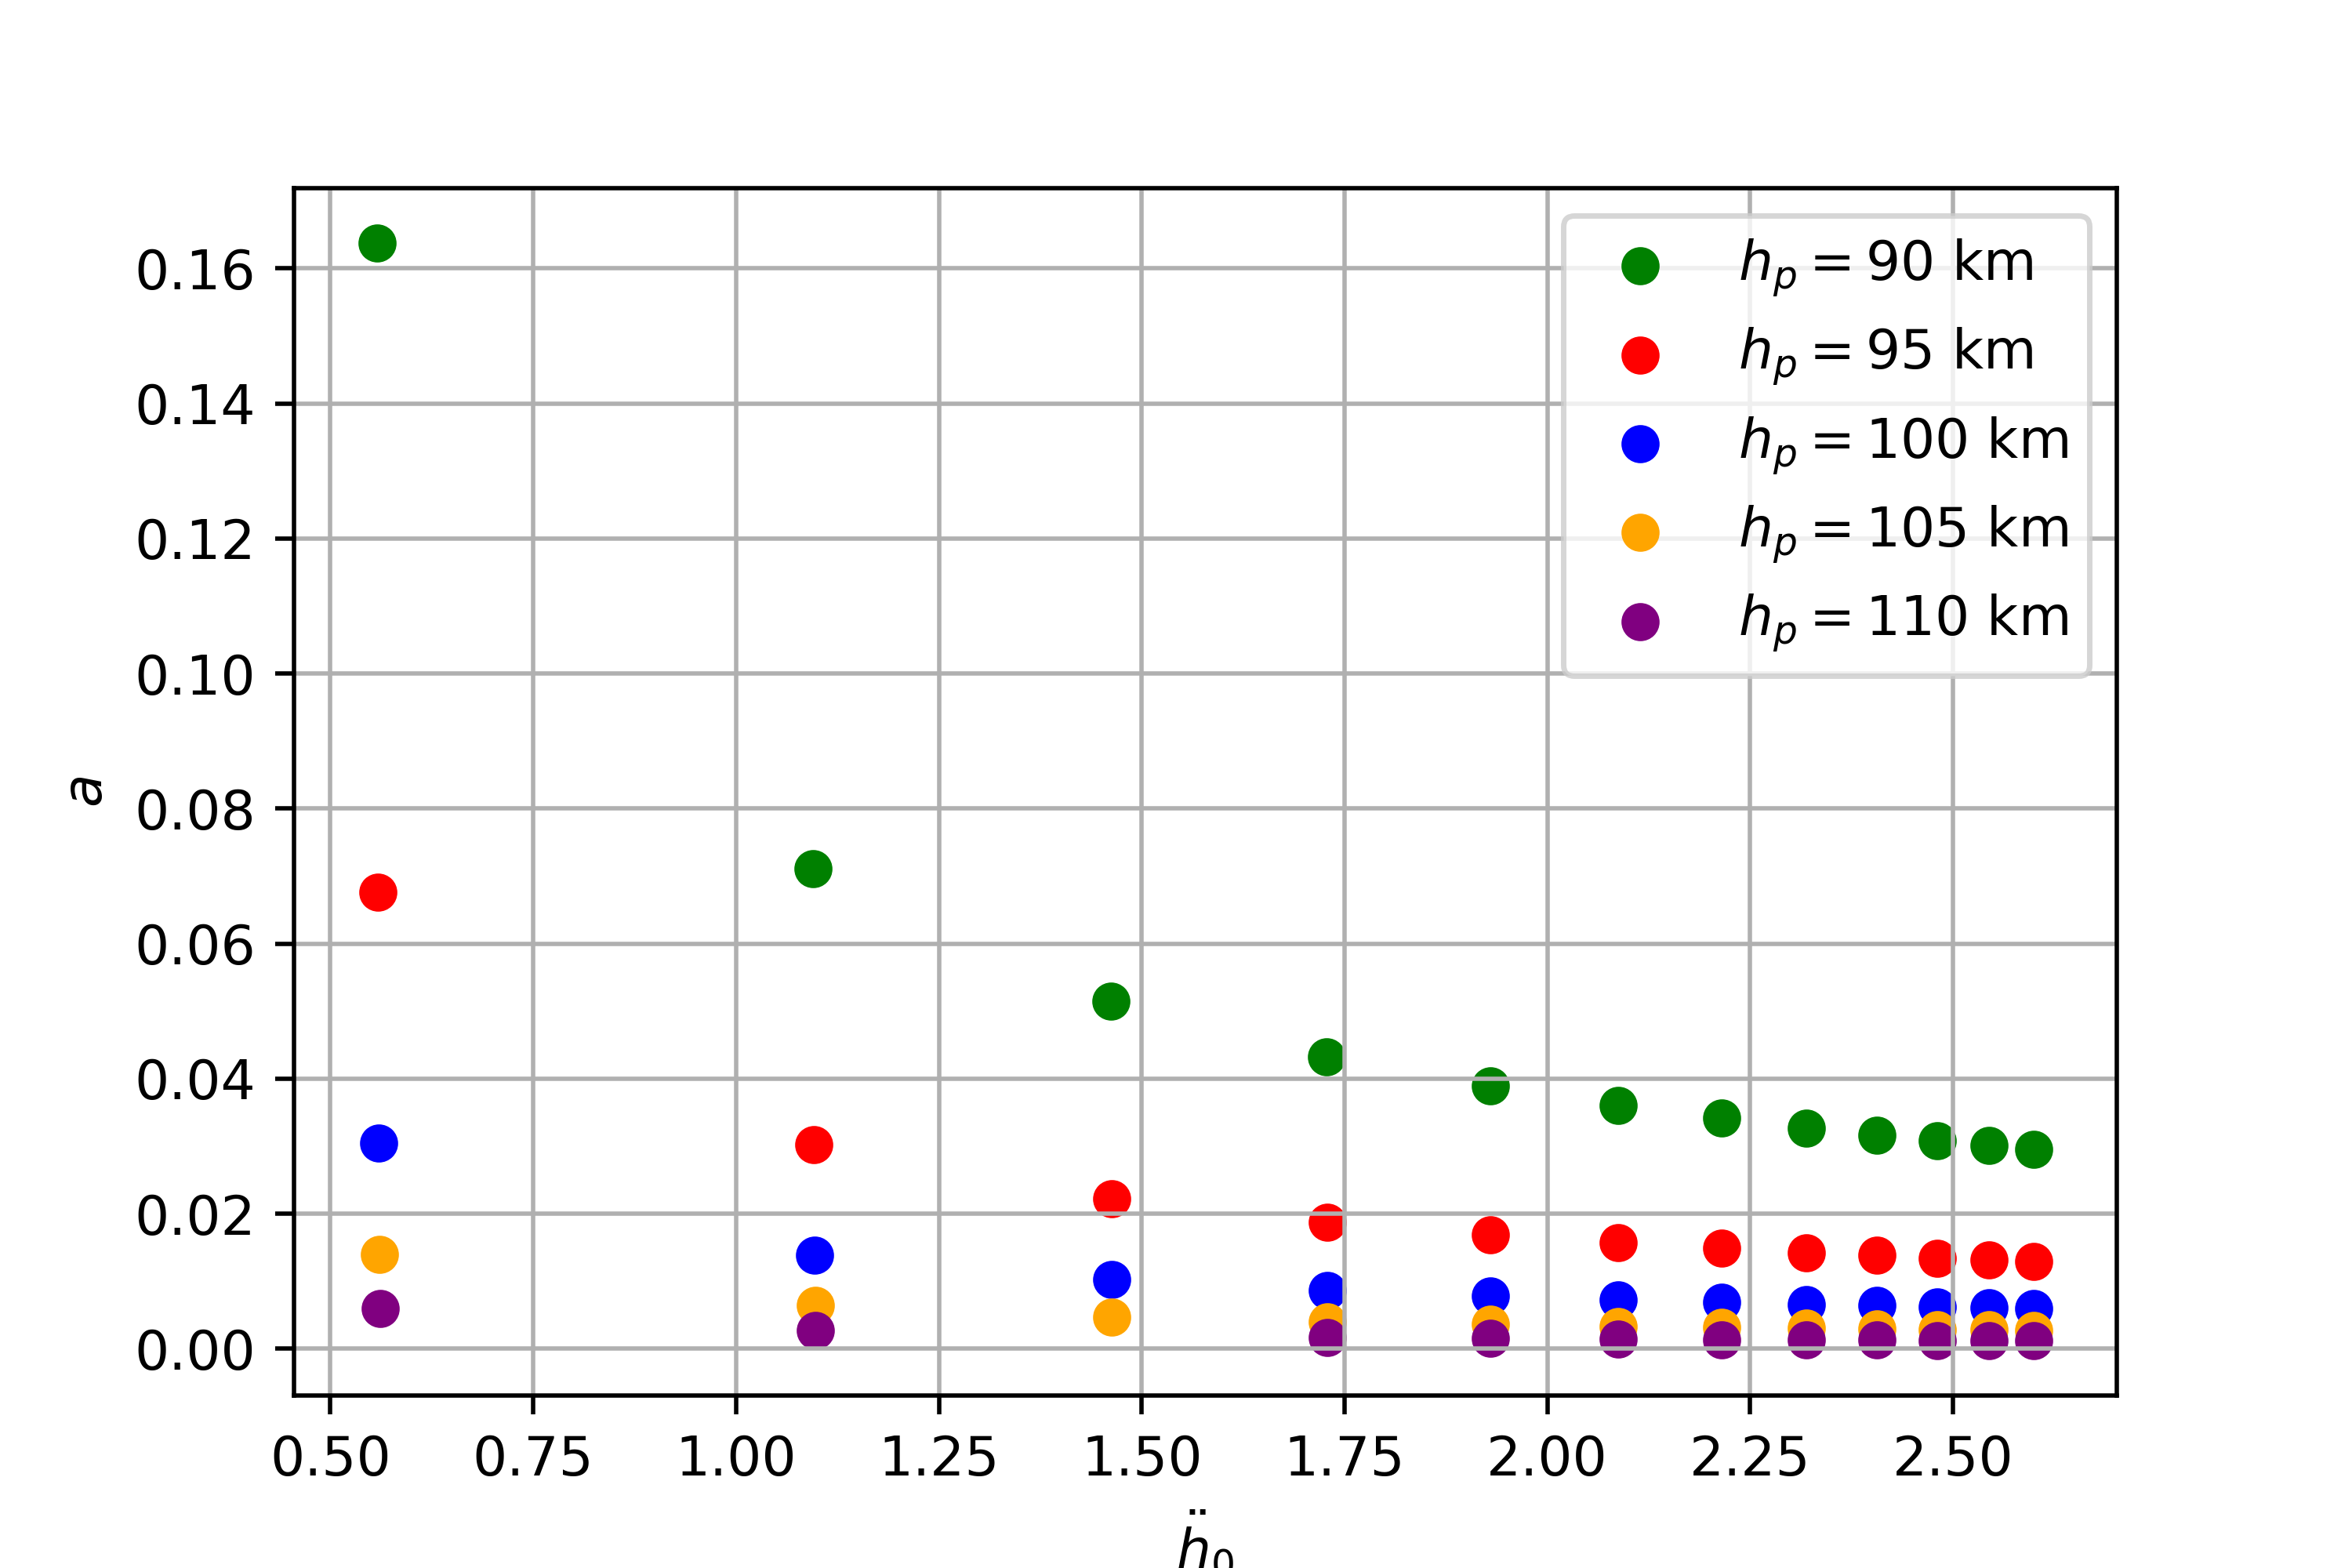 h_p = 90 km
h_p = 95 km
h_p = 100 km
h_p = 105 km
h_p = 110 km
0.16
0.14
0.12
0.10
0.08
0.06
0.04
0.02
0.00
a
0.50 0.75 1.00 1.25 1.50 1.75 2.00 2.25 2.50
ḧ_0